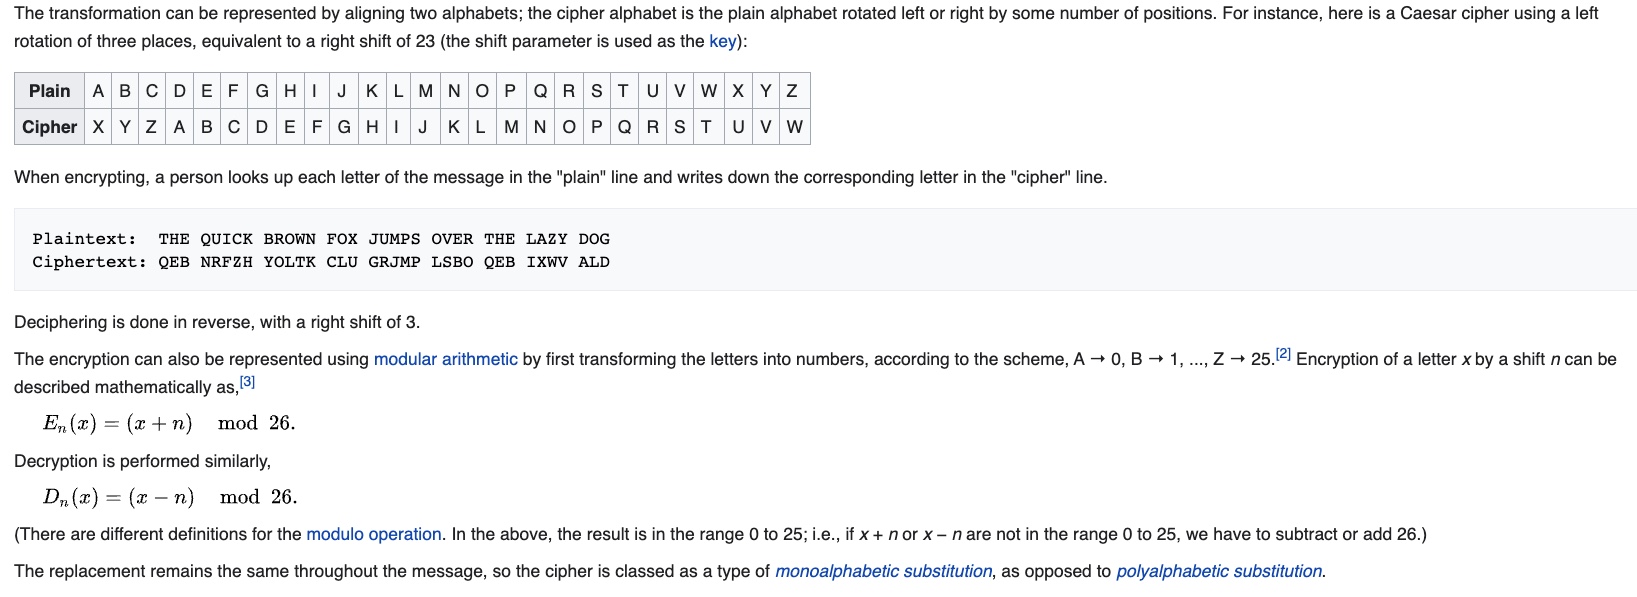 The transformation can be represented by aligning two alphabets; the cipher alphabet is the plain alphabet rotated left or right by some number of positions. For instance, here is a Caesar cipher using a left
rotation of three places, equivalent to a right shift of 23 (the shift parameter is used as the key):
Plain A B C D E F G H I J K L M N O P Q R S T U V W X Y Z
Cipher X Y Z A B C D E F G H I J K L M N O P Q R S T U V W
When encrypting, a person looks up each letter of the message in the "plain" line and writes down the corresponding letter in the "cipher" line.
Plaintext: THE QUICK BROWN FOX JUMPS OVER THE LAZY DOG
Ciphertext: QEB NRFZH YOLTK CLU GRJMP LSBO QEB IXWV ALD
Deciphering is done in reverse, with a right shift of 3.
The encryption can also be represented using modular arithmetic by first transforming the letters into numbers, according to the scheme, A → 0, B → 1, ..., Z → 25.[2] Encryption of a letter x by a shift n can be
described mathematically as,[3]
Eₙ(x) = (x + n) mod 26.
Decryption is performed similarly,
Dₙ(x) = (x − n) mod 26.
(There are different definitions for the modulo operation. In the above, the result is in the range 0 to 25; i.e., if x + n or x − n are not in the range 0 to 25, we have to subtract or add 26.)
The replacement remains the same throughout the message, so the cipher is classed as a type of monoalphabetic substitution, as opposed to polyalphabetic substitution.